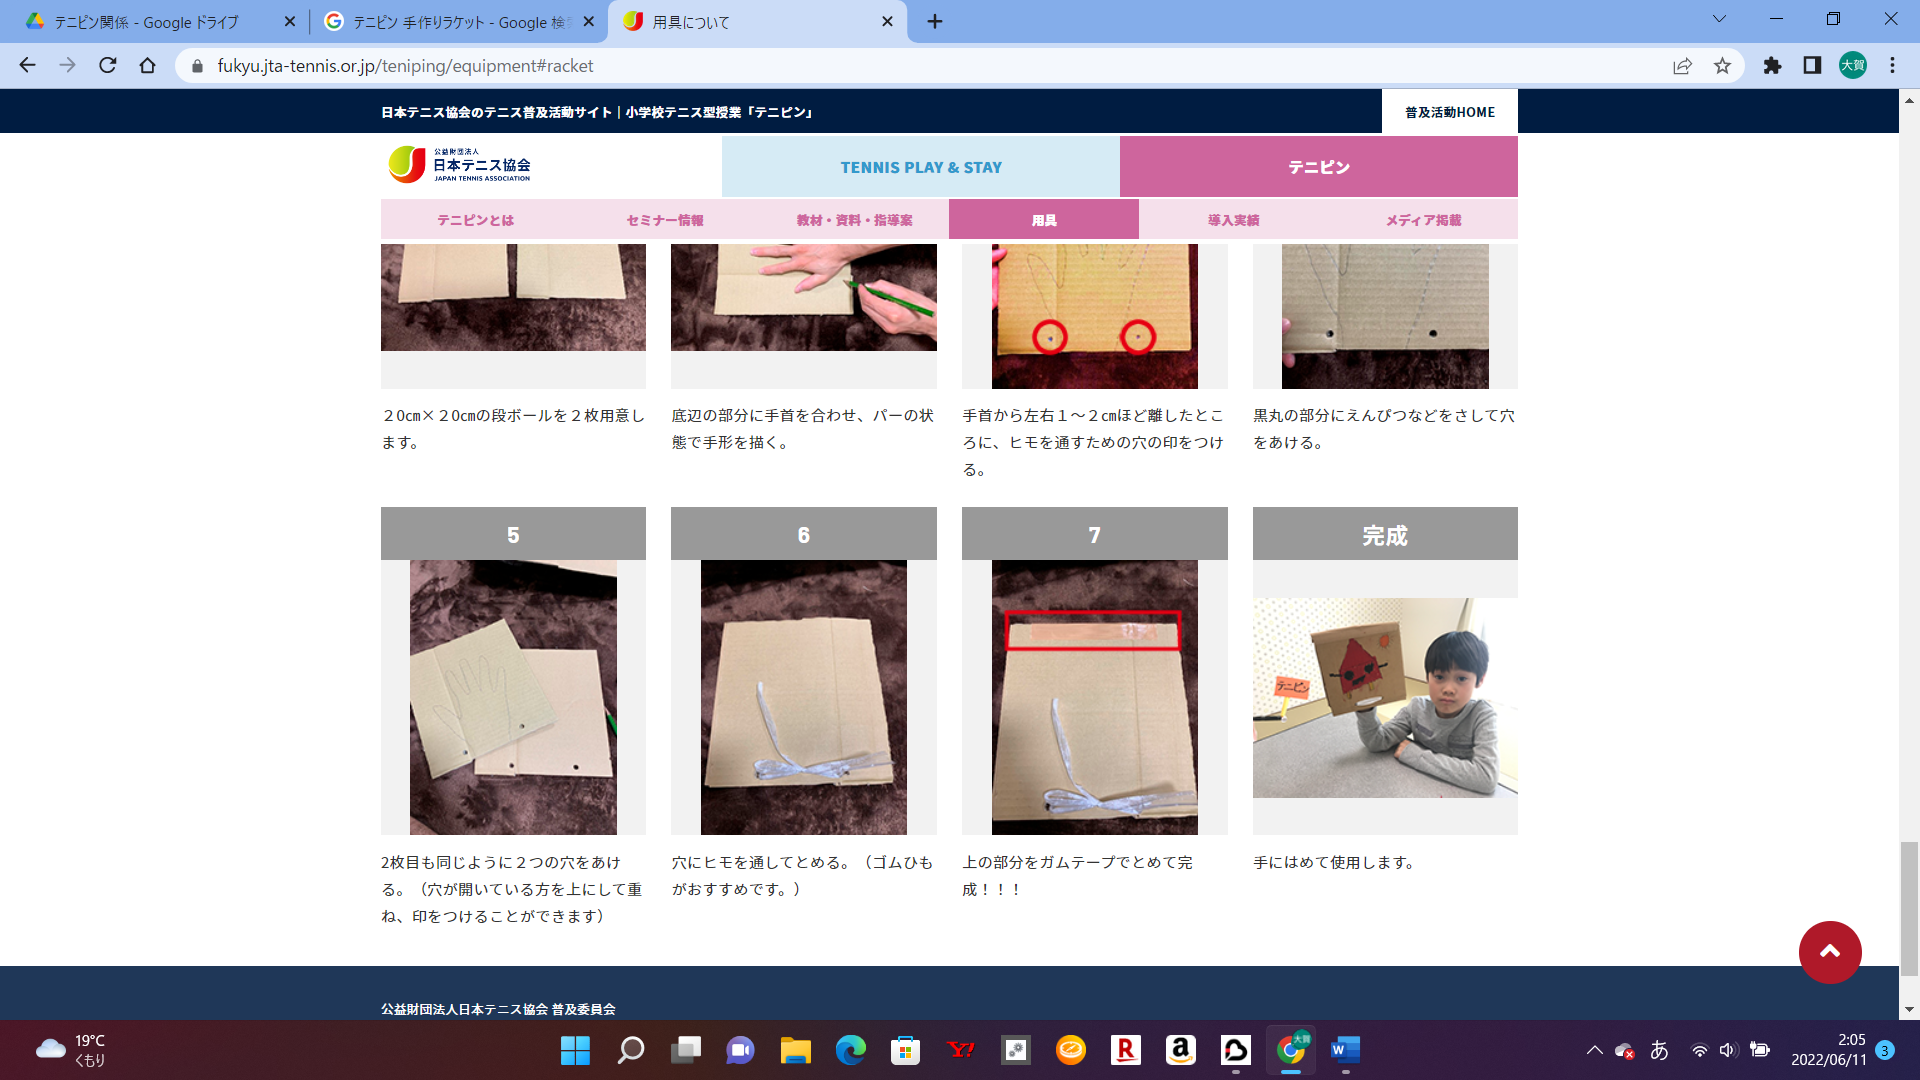 テニピン関係 - Google ドライブ
テニピン 手作りラケット - Google 検
用具について
fukyu.jta-tennis.or.jp/teniping/equipment#racket
大賀
日本テニス協会のテニス普及活動サイト｜小学校テニス型授業「テニピン」
普及活動HOME
公益財団法人
日本テニス協会
JAPAN TENNIS ASSOCIATION
TENNIS PLAY & STAY
テニピン
テニピンとは
セミナー情報
教材・資料・指導案
用具
導入実績
メディア掲載
２０㎝×２０㎝の段ボールを２枚用意し
ます。
底辺の部分に手首を合わせ、パーの状
態で手形を描く。
手首から左右１～２㎝ほど離したとこ
ろに、ヒモを通すための穴の印をつけ
る。
黒丸の部分にえんぴつなどをさして穴
をあける。
5
6
7
完成
テニピン
2枚目も同じように２つの穴をあけ
る。（穴が開いている方を上にして重
ね、印をつけることができます）
穴にヒモを通してとめる。（ゴムひも
がおすすめです。）
上の部分をガムテープでとめて完
成！！！
手にはめて使用します。
公益財団法人日本テニス協会 普及委員会
19°C
くもり
Y!
R
a
大賀
W
あ
2:05
2022/06/11
3